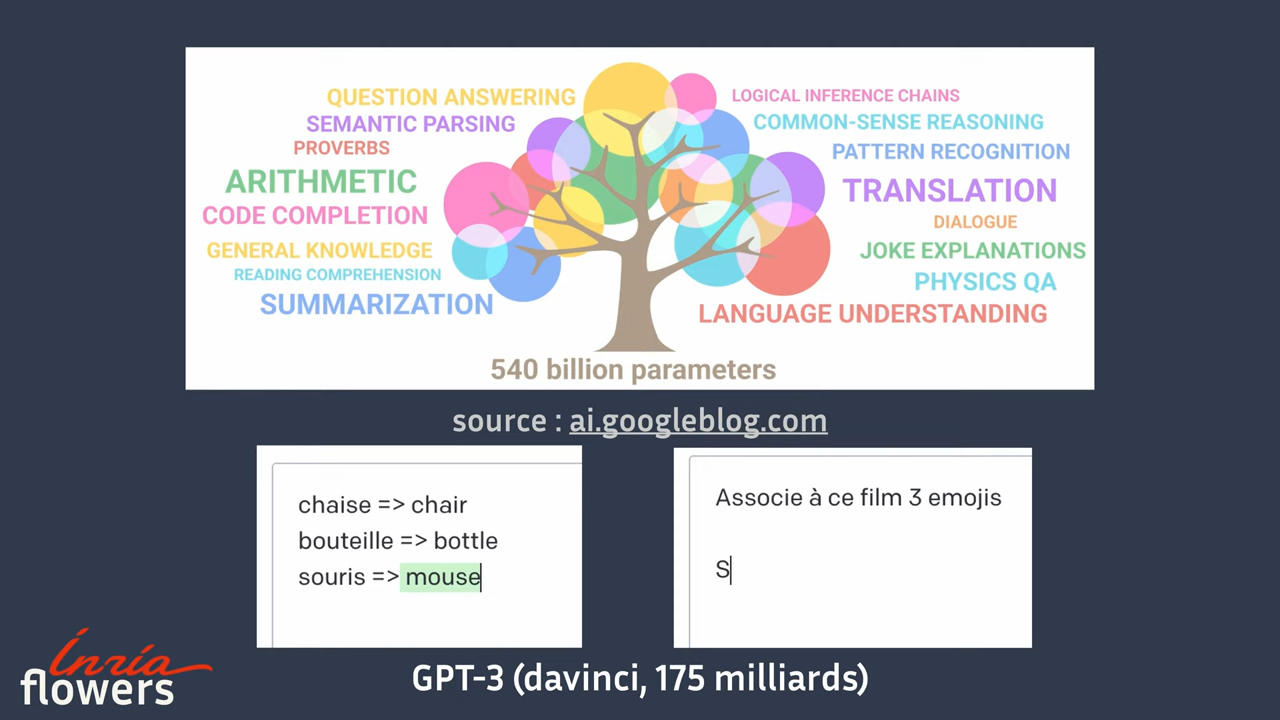 QUESTION ANSWERING
SEMANTIC PARSING
PROVERBS
ARITHMETIC
CODE COMPLETION
GENERAL KNOWLEDGE
READING COMPREHENSION
SUMMARIZATION
LOGICAL INFERENCE CHAINS
COMMON-SENSE REASONING
PATTERN RECOGNITION
TRANSLATION
DIALOGUE
JOKE EXPLANATIONS
PHYSICS QA
LANGUAGE UNDERSTANDING
540 billion parameters
source : ai.googleblog.com
chaise => chair
bouteille => bottle
souris => mouse
Associe à ce film 3 emojis
S
GPT-3 (davinci, 175 milliards)
Inria
flowers